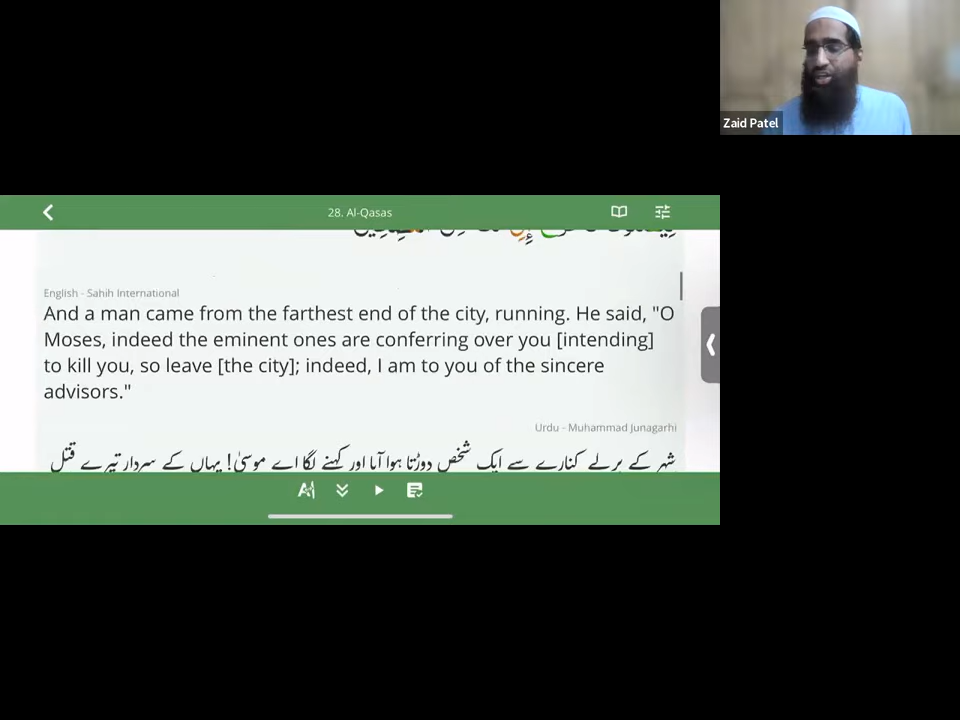 Zaid Patel
28. Al-Qasas
English - Sahih International
And a man came from the farthest end of the city, running. He said, "O
Moses, indeed the eminent ones are conferring over you [intending]
to kill you, so leave [the city]; indeed, I am to you of the sincere
advisors."
Urdu - Muhammad Junagarhi
شہر کے پرلے کنارے سے ایک شخص دوڑتا ہوا آیا اور کہنے لگا اے موسیٰ! یہاں کے سردار تیرے قتل